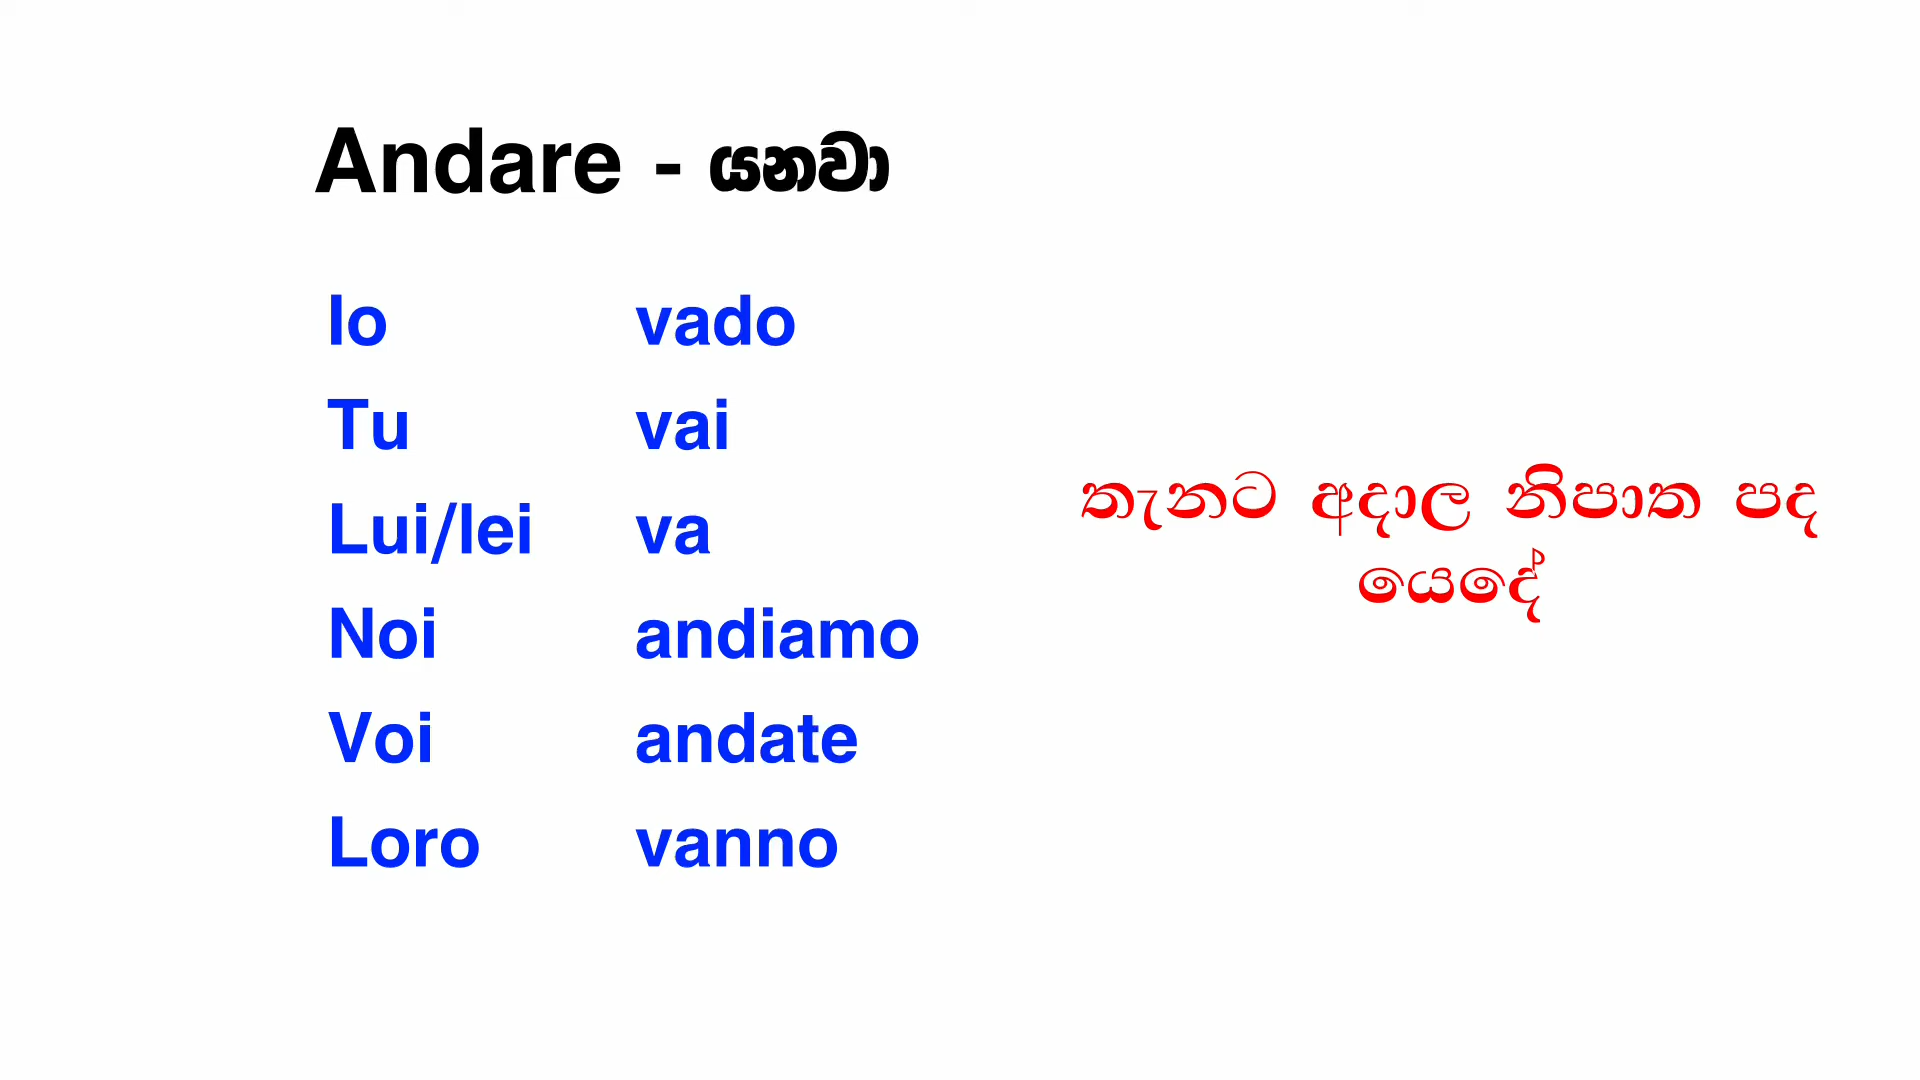 Andare - යනවා
Io vado
Tu vai
Lui/lei va
Noi andiamo
Voi andate
Loro vanno
තැනට අදාල නිපාත පද
යෙදේ